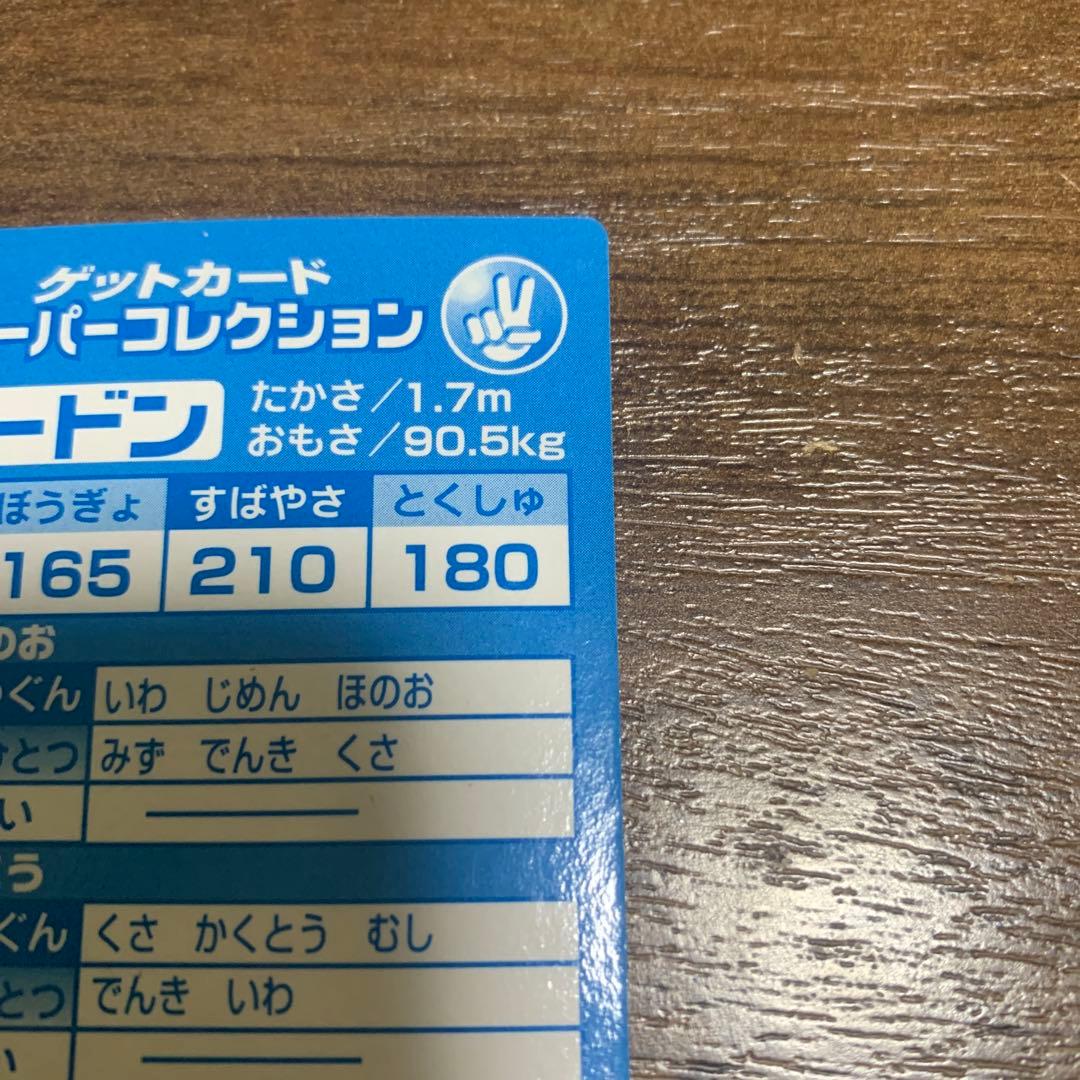 ゲットカード
ーパーコレクション
ードン
たかさ/1.7m
おもさ/90.5kg
ぼうぎょ すばやさ とくしゅ
165 210 180
のお
ぐん いわ じめん ほのお
とつ みず でんき くさ
い ――
う
ぐん くさ かくとう むし
とつ でんき いわ
い ――